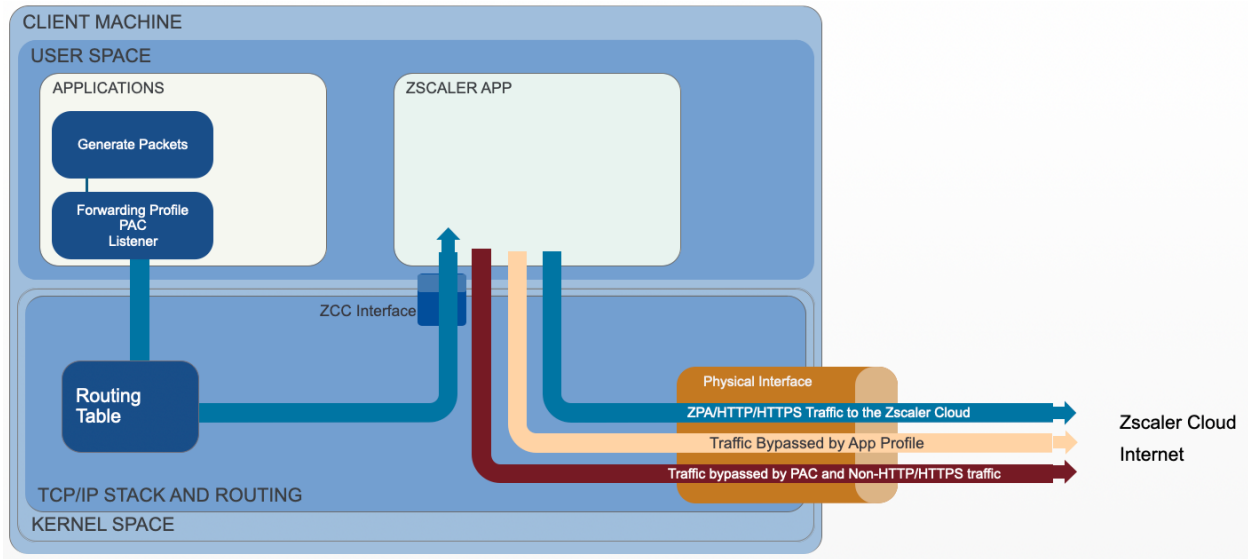 CLIENT MACHINE
USER SPACE
APPLICATIONS
ZSCALER APP
Generate Packets
Forwarding Profile
PAC
Listener
ZCC Interface
Routing
Table
Physical Interface
ZPA/HTTP/HTTPS Traffic to the Zscaler Cloud
Traffic Bypassed by App Profile
Traffic bypassed by PAC and Non-HTTP/HTTPS traffic
Zscaler Cloud
Internet
TCP/IP STACK AND ROUTING
KERNEL SPACE